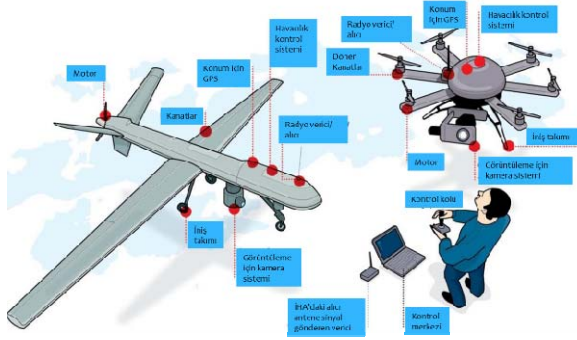 Motor
Kanatlar
Konum için
GPS
Havacılık
kontrol
sistemi
Radyo verici/
alıcı
İniş
takımı
Görüntüleme
için kamera
sistemi
Radyo verici/
alıcı
Konum
için GPS
Havacılık kontrol
sistemi
Döner
Kanatlar
Motor
İniş takımı
Görüntüleme için
kamera sistemi
Kontrol kolu
İHA'daki alıcı
antene sinyal
gönderen verici
Kontrol
merkezi